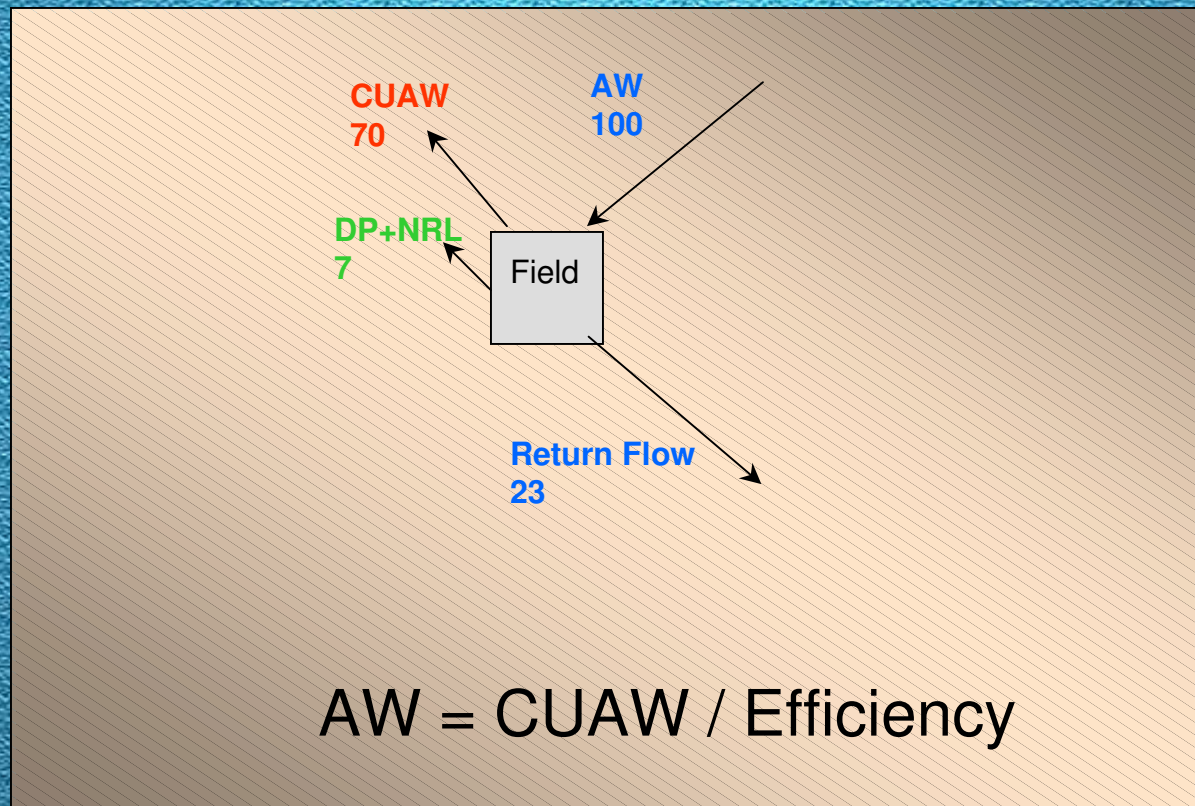 CUAW
70
AW
100
DP+NRL
7
Field
Return Flow
23
AW = CUAW / Efficiency